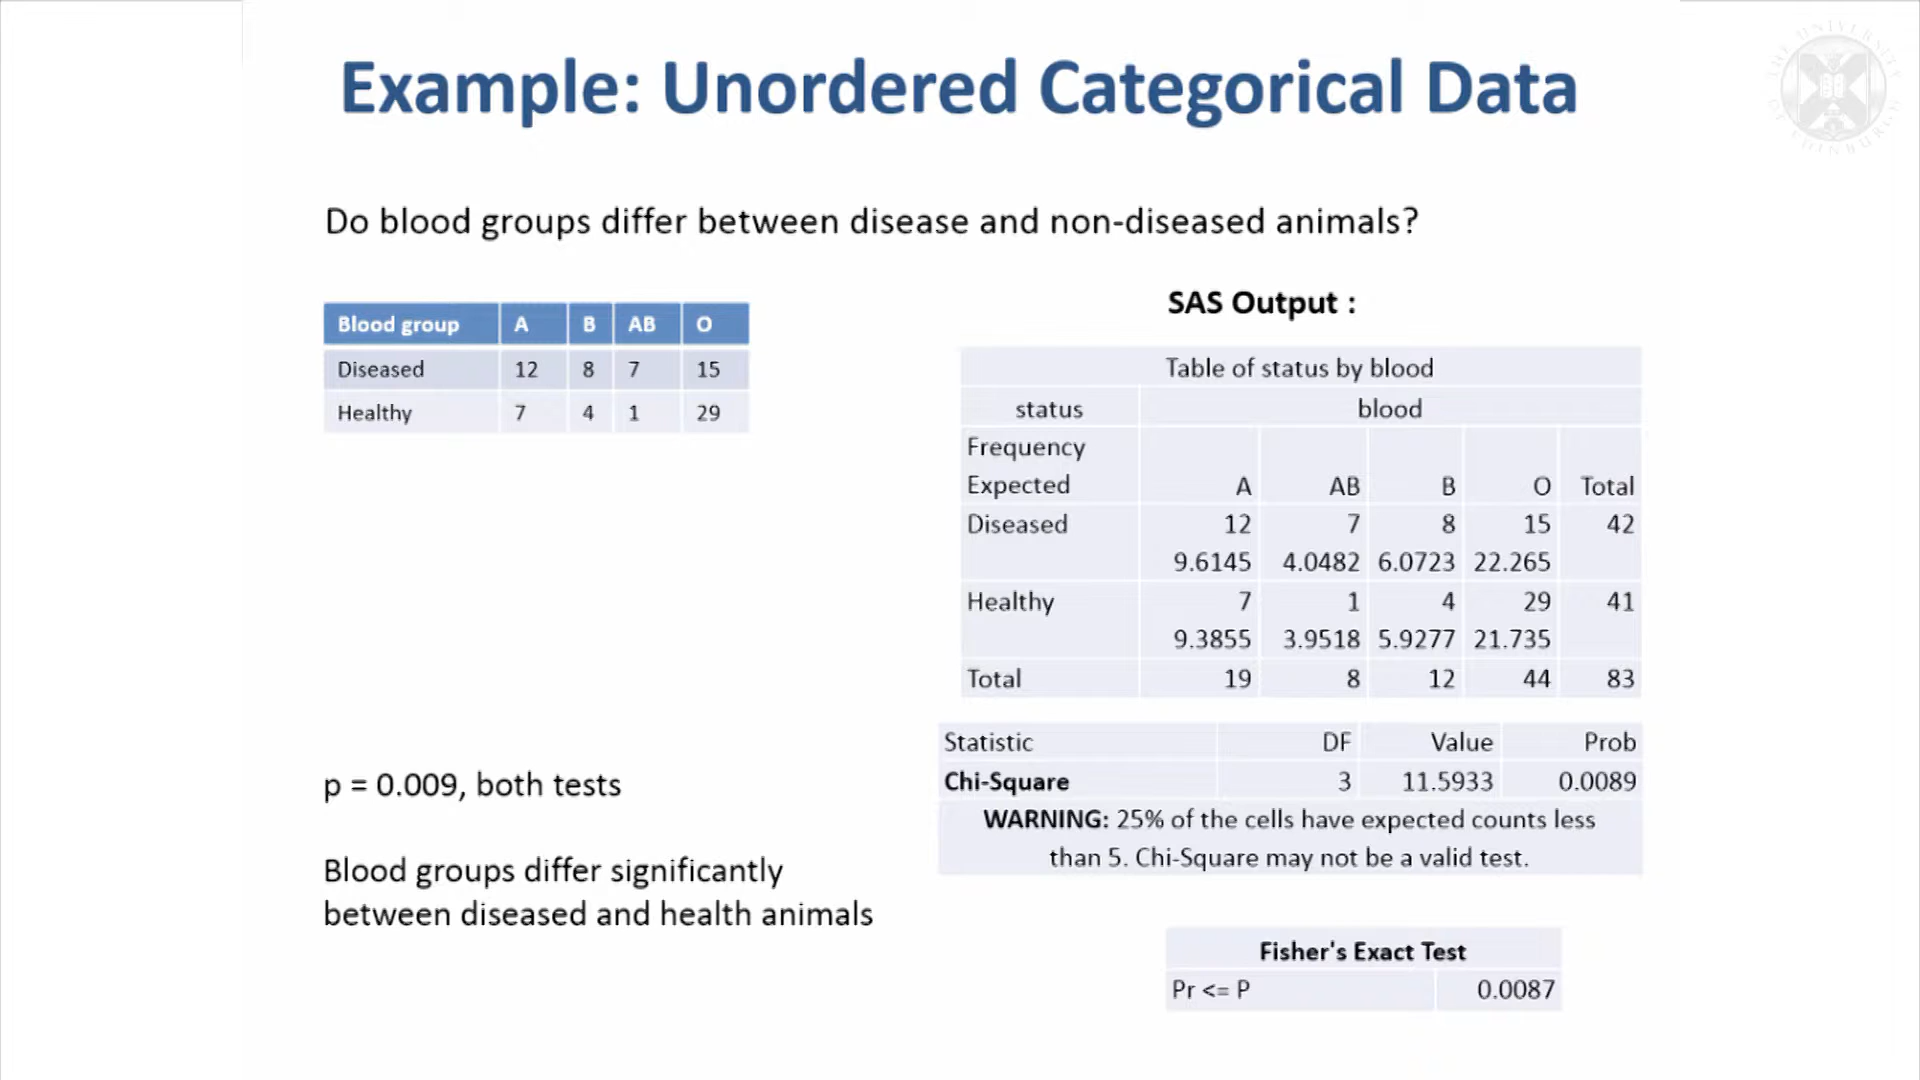 Example: Unordered Categorical Data
Do blood groups differ between disease and non-diseased animals?
Blood group A B AB O
Diseased 12 8 7 15
Healthy 7 4 1 29
p = 0.009, both tests
Blood groups differ significantly
between diseased and health animals
SAS Output :
Table of status by blood
status blood
Frequency
Expected A AB B O Total
Diseased 12 7 8 15 42
9.6145 4.0482 6.0723 22.265
Healthy 7 1 4 29 41
9.3855 3.9518 5.9277 21.735
Total 19 8 12 44 83
Statistic DF Value Prob
Chi-Square 3 11.5933 0.0089
WARNING: 25% of the cells have expected counts less
than 5. Chi-Square may not be a valid test.
Fisher's Exact Test
Pr <= P 0.0087
THE UNIVERSITY
OF EDINBURGH